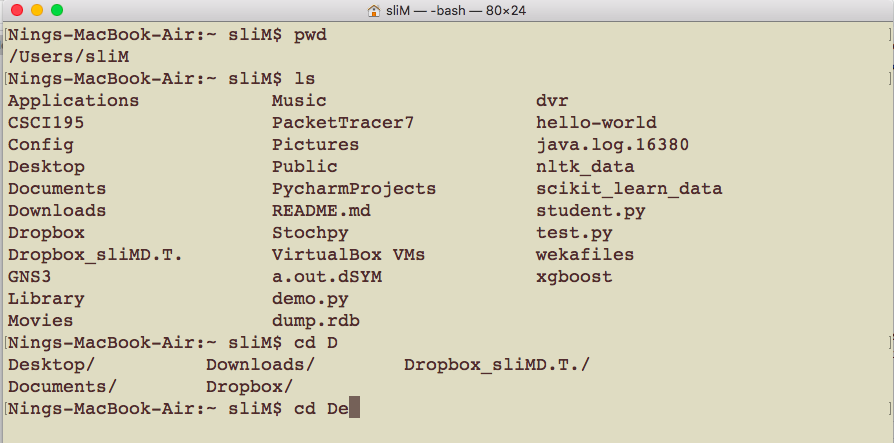 sliM — -bash — 80×24
[Nings-MacBook-Air:~ sliM$ pwd ]
/Users/sliM
[Nings-MacBook-Air:~ sliM$ ls ]
Applications Music dvr
CSCI195 PacketTracer7 hello-world
Config Pictures java.log.16380
Desktop Public nltk_data
Documents PycharmProjects scikit_learn_data
Downloads README.md student.py
Dropbox Stochpy test.py
Dropbox_sliMD.T. VirtualBox VMs wekafiles
GNS3 a.out.dSYM xgboost
Library demo.py
Movies dump.rdb
[Nings-MacBook-Air:~ sliM$ cd D ]
Desktop/ Downloads/ Dropbox_sliMD.T./
Documents/ Dropbox/
[Nings-MacBook-Air:~ sliM$ cd De ]